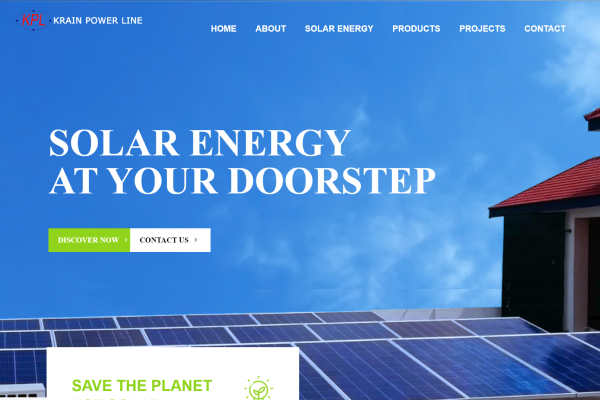 KPL KRAIN POWER LINE
HOME ABOUT SOLAR ENERGY PRODUCTS PROJECTS CONTACT
SOLAR ENERGY
AT YOUR DOORSTEP
DISCOVER NOW › CONTACT US ›
SAVE THE PLANET